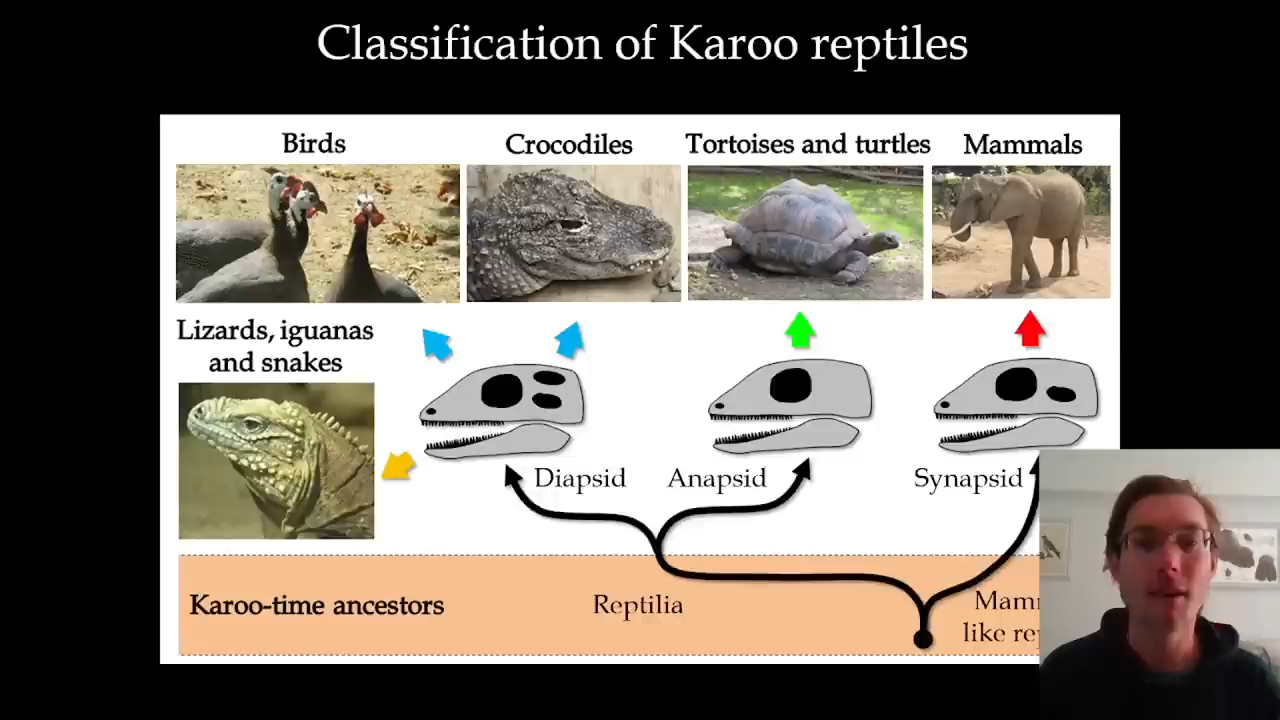 Classification of Karoo reptiles
Birds
Crocodiles
Tortoises and turtles
Mammals
Lizards, iguanas
and snakes
Diapsid
Anapsid
Synapsid
Karoo-time ancestors
Reptilia
like